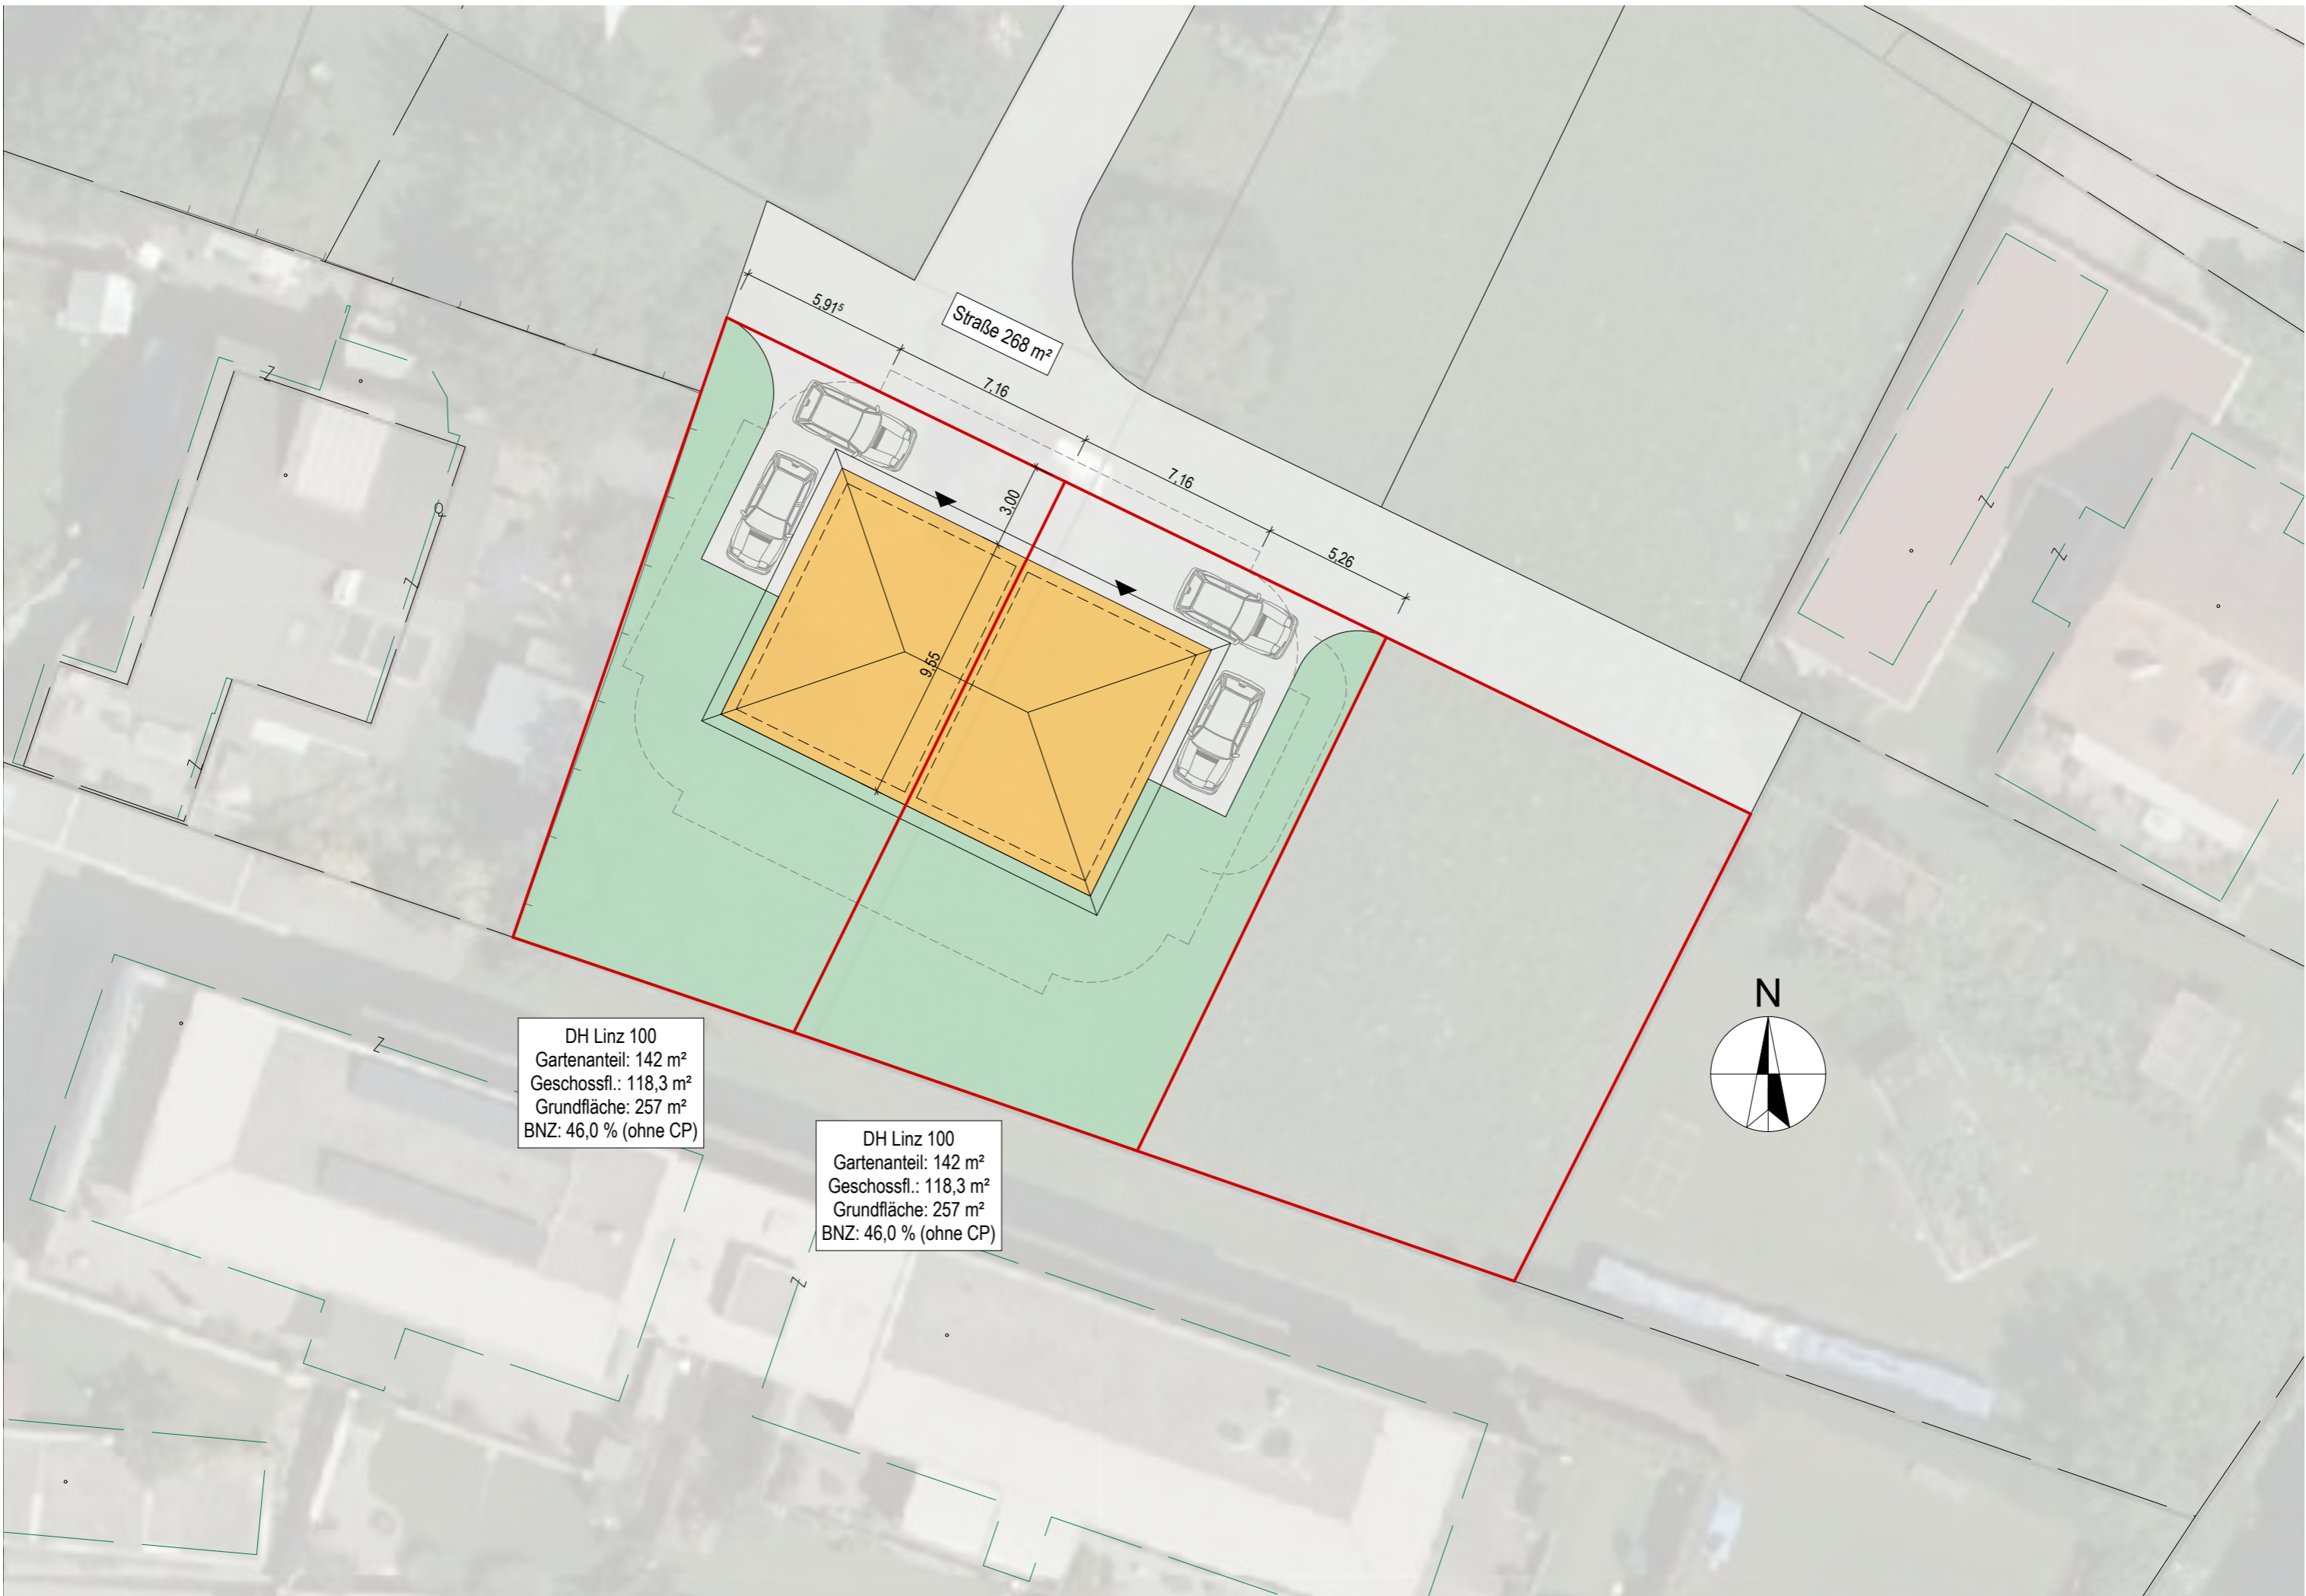 5,91⁵
Straße 268 m²
7,16
7,16
3,00
5,26
9,55
N
DH Linz 100
Gartenanteil: 142 m²
Geschossfl.: 118,3 m²
Grundfläche: 257 m²
BNZ: 46,0 % (ohne CP)
DH Linz 100
Gartenanteil: 142 m²
Geschossfl.: 118,3 m²
Grundfläche: 257 m²
BNZ: 46,0 % (ohne CP)